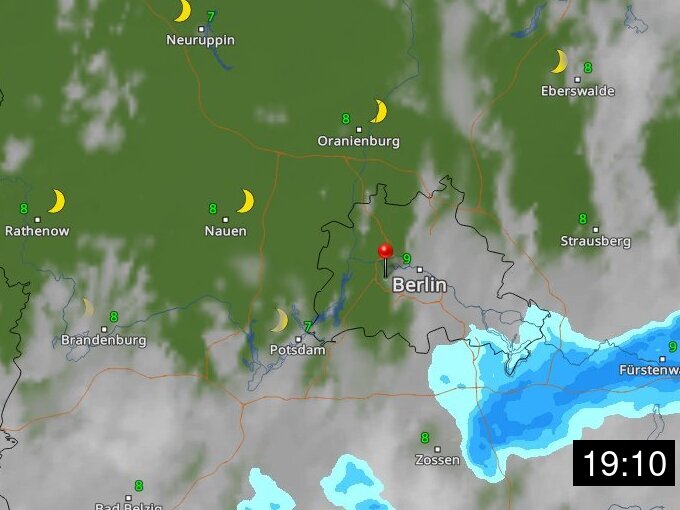 7
Neuruppin
8
Eberswalde
8
Oranienburg
8
Rathenow
8
Nauen
8
Strausberg
9
Berlin
8
Brandenburg
7
Potsdam
9
Fürstenwa
8
Zossen
19:10
8
Bad Belzig